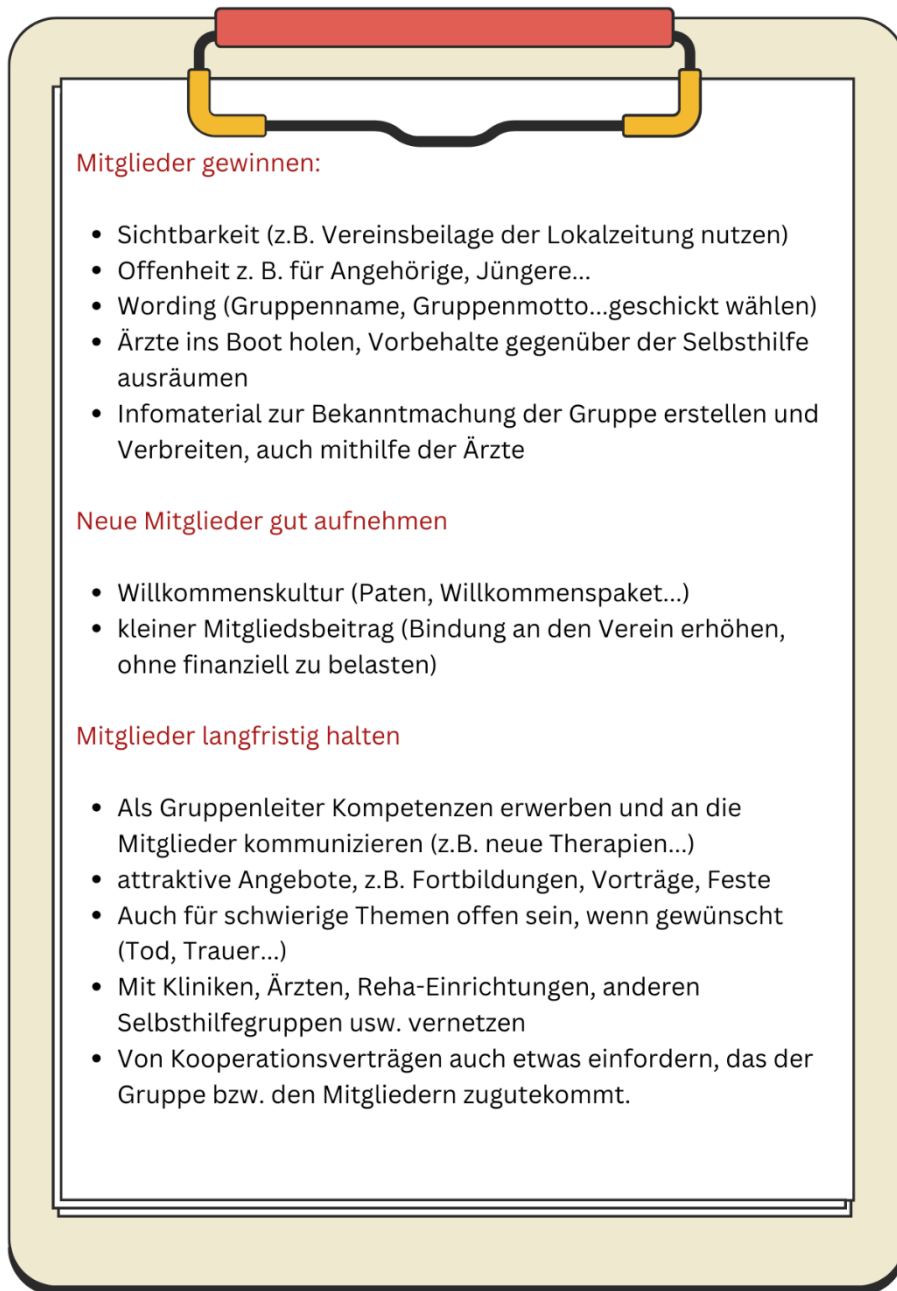 Mitglieder gewinnen:
• Sichtbarkeit (z.B. Vereinsbeilage der Lokalzeitung nutzen)
• Offenheit z. B. für Angehörige, Jüngere...
• Wording (Gruppenname, Gruppenmotto...geschickt wählen)
• Ärzte ins Boot holen, Vorbehalte gegenüber der Selbsthilfe
ausräumen
• Infomaterial zur Bekanntmachung der Gruppe erstellen und
Verbreiten, auch mithilfe der Ärzte
Neue Mitglieder gut aufnehmen
• Willkommenskultur (Paten, Willkommenspaket...)
• kleiner Mitgliedsbeitrag (Bindung an den Verein erhöhen,
ohne finanziell zu belasten)
Mitglieder langfristig halten
• Als Gruppenleiter Kompetenzen erwerben und an die
Mitglieder kommunizieren (z.B. neue Therapien...)
• attraktive Angebote, z.B. Fortbildungen, Vorträge, Feste
• Auch für schwierige Themen offen sein, wenn gewünscht
(Tod, Trauer...)
• Mit Kliniken, Ärzten, Reha-Einrichtungen, anderen
Selbsthilfegruppen usw. vernetzen
• Von Kooperationsverträgen auch etwas einfordern, das der
Gruppe bzw. den Mitgliedern zugutekommt.